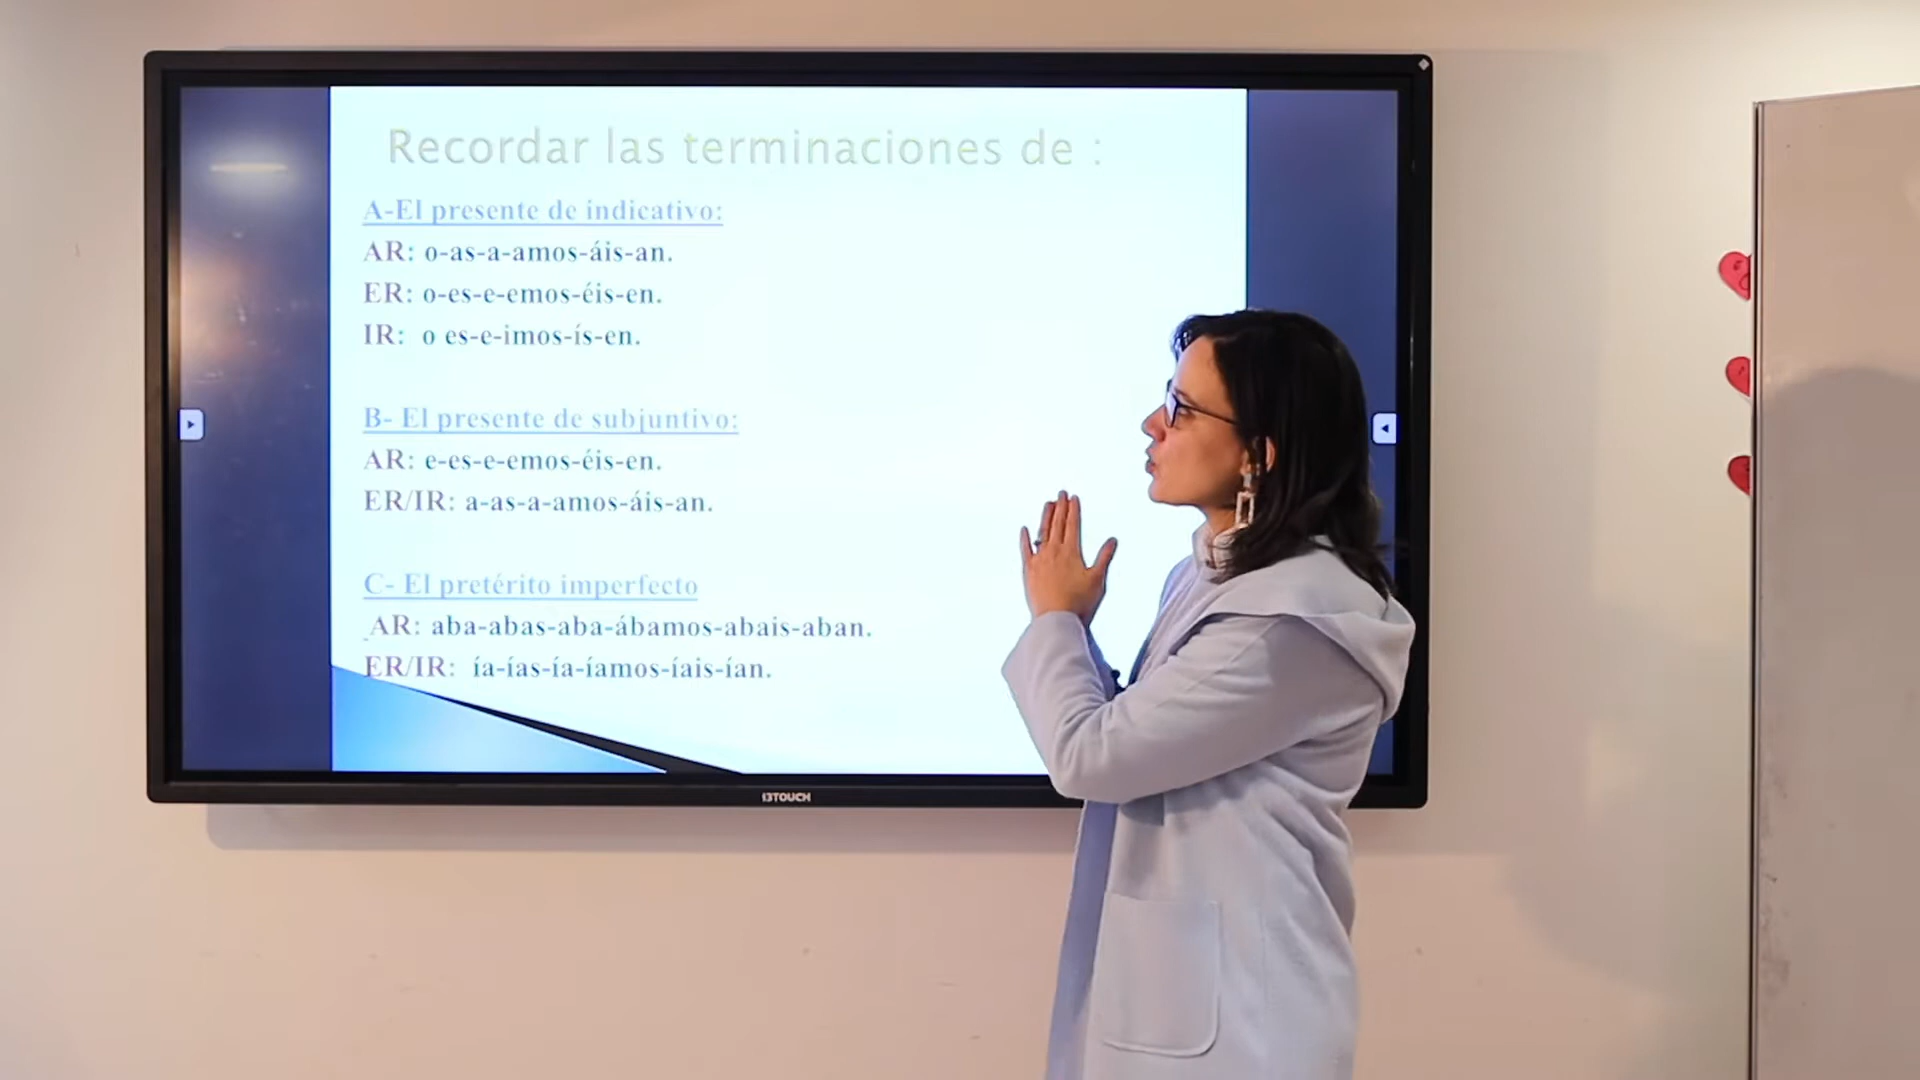 Recordar las terminaciones de :
A-El presente de indicativo:
AR: o-as-a-amos-áis-an.
ER: o-es-e-emos-éis-en.
IR: o es-e-imos-ís-en.
B- El presente de subjuntivo:
AR: e-es-e-emos-éis-en.
ER/IR: a-as-a-amos-áis-an.
C- El pretérito imperfecto
AR: aba-abas-aba-ábamos-abais-aban.
ER/IR: ía-ías-ía-íamos-íais-ían.
i3TOUCH